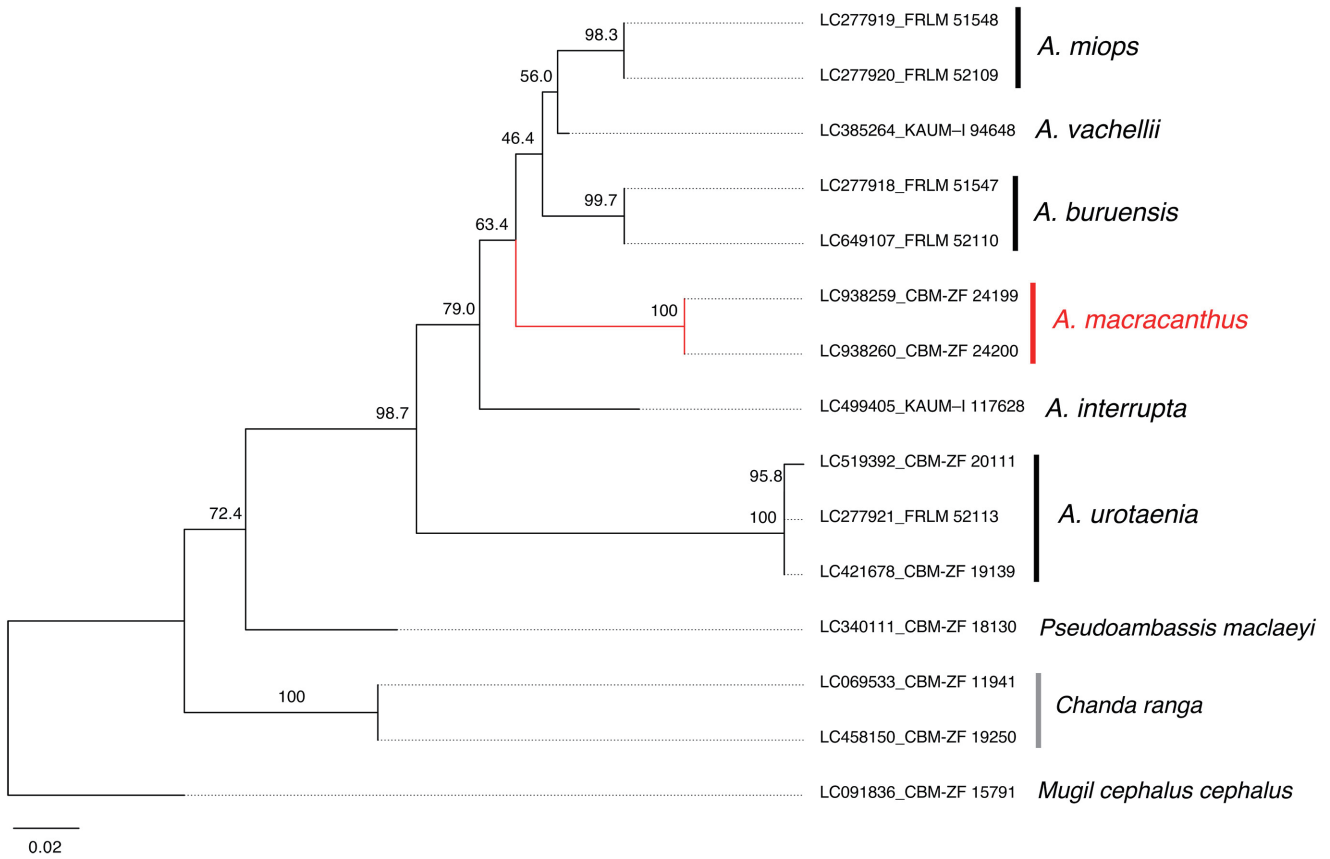 LC277919_FRLM 51548
98.3
A. miops
56.0
LC277920_FRLM 52109
LC385264_KAUM–I 94648
A. vachellii
46.4
LC277918_FRLM 51547
99.7
A. buruensis
63.4
LC649107_FRLM 52110
LC938259_CBM-ZF 24199
79.0
100
A. macracanthus
LC938260_CBM-ZF 24200
98.7
LC499405_KAUM–I 117628
A. interrupta
LC519392_CBM-ZF 20111
95.8
72.4
100
LC277921_FRLM 52113
A. urotaenia
LC421678_CBM-ZF 19139
LC340111_CBM-ZF 18130
Pseudoambassis maclaeyi
LC069533_CBM-ZF 11941
100
Chanda ranga
LC458150_CBM-ZF 19250
LC091836_CBM-ZF 15791
Mugil cephalus cephalus
0.02